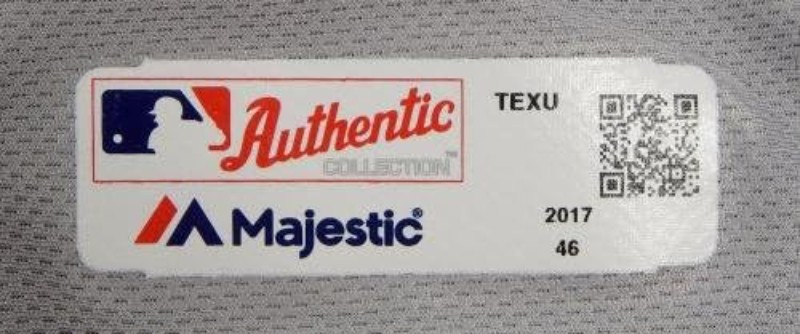 Authentic
COLLECTION™
Majestic®
TEXU
2017
46